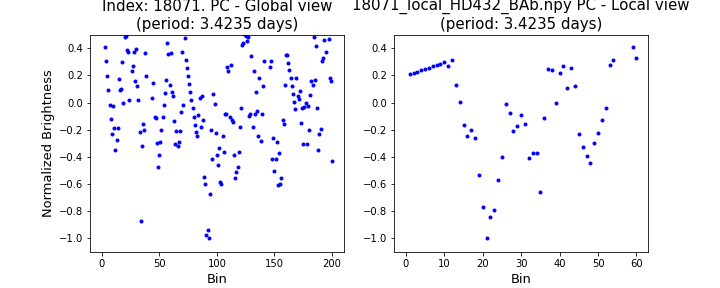 Index: 18071. PC - Global view
(period: 3.4235 days)
18071_local_HD432_BAb.npy PC - Local view
(period: 3.4235 days)
Normalized Brightness
0.4
0.2
0.0
−0.2
−0.4
−0.6
−0.8
−1.0
0 50 100 150 200
Bin
0.4
0.2
0.0
−0.2
−0.4
−0.6
−0.8
−1.0
0 10 20 30 40 50 60
Bin